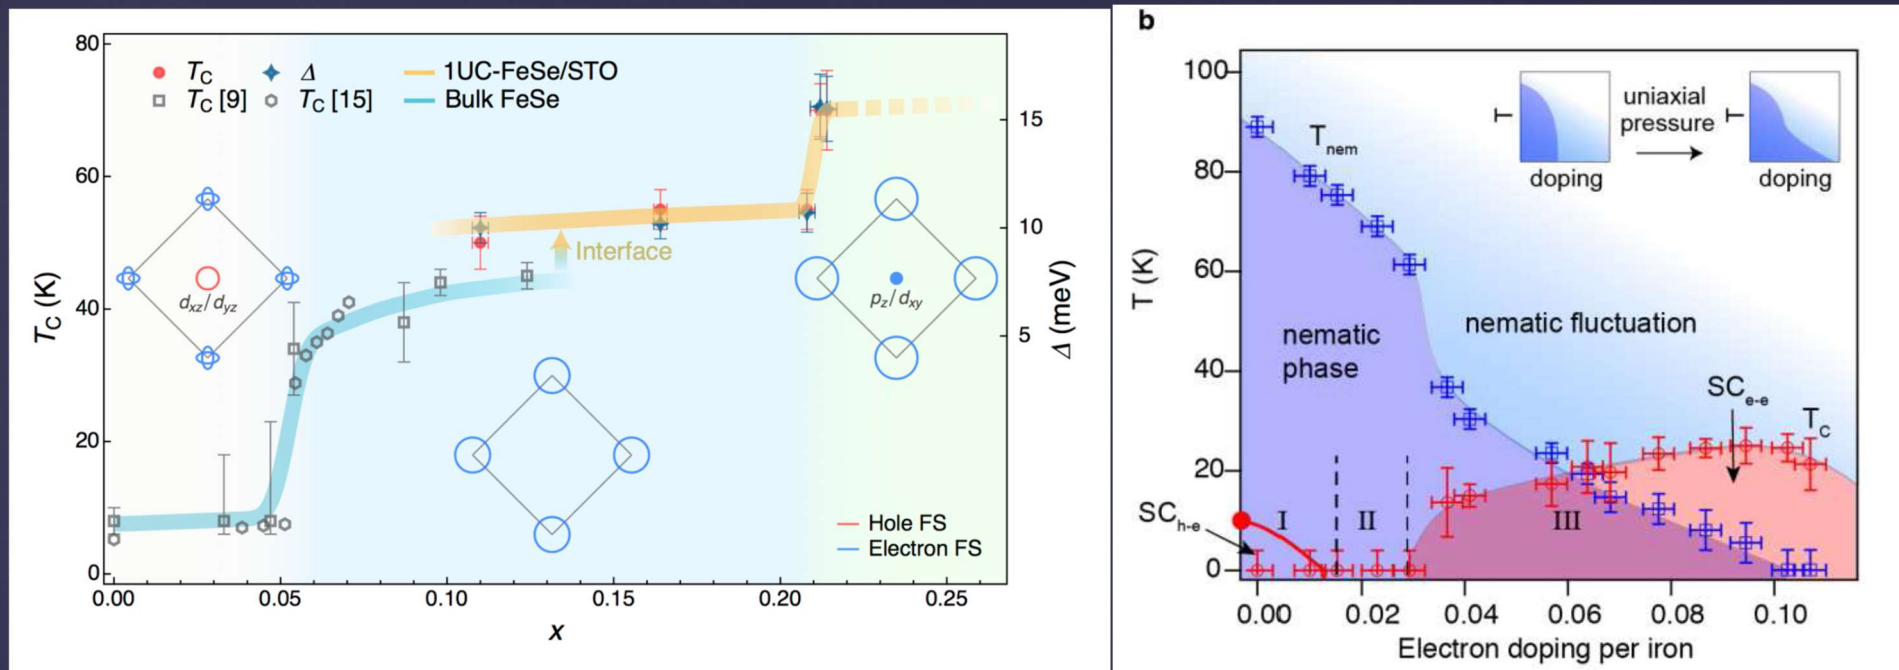 80
60
40
20
0
T_C (K)
T_C
Δ
1UC-FeSe/STO
T_C [9]
T_C [15]
Bulk FeSe
15
10
5
Δ (meV)
d_xz/d_yz
Interface
p_z/d_xy
Hole FS
Electron FS
0.00 0.05 0.10 0.15 0.20 0.25
x
b
100
80
60
40
20
0
T (K)
T_nem
T
doping
uniaxial
pressure
T
doping
nematic
phase
nematic fluctuation
SC_e-e
T_C
SC_h-e
I
II
III
0.00 0.02 0.04 0.06 0.08 0.10
Electron doping per iron